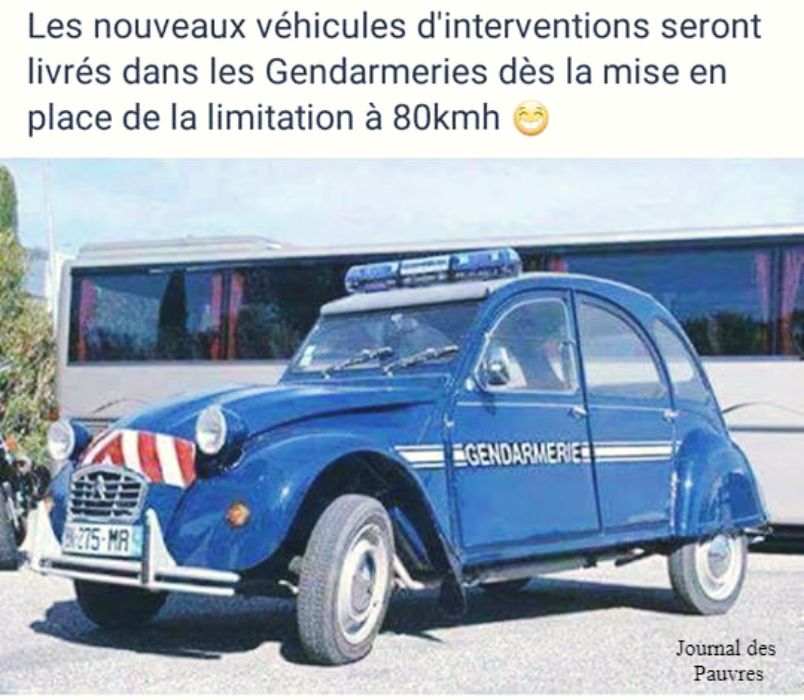 Les nouveaux véhicules d'interventions seront
livrés dans les Gendarmeries dès la mise en
place de la limitation à 80kmh 😁
GENDARMERIE
275-MR
Journal des
Pauvres